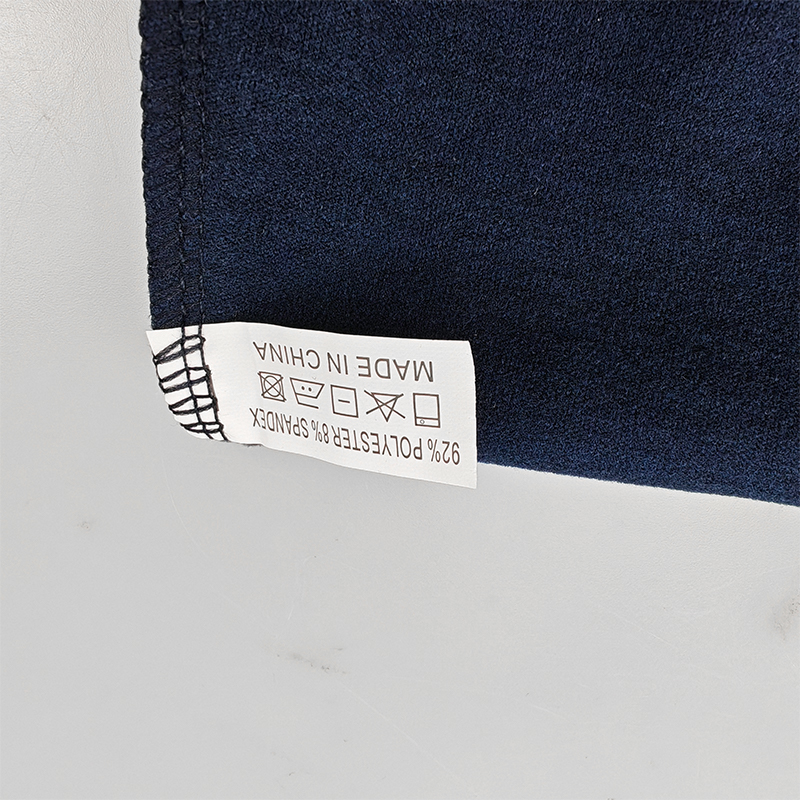 92% POLYESTER 8% SPANDEX
MADE IN CHINA